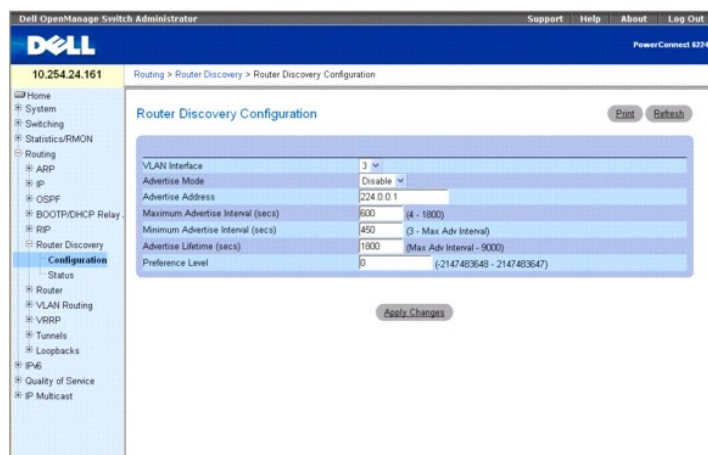 Dell OpenManage Switch Administrator
Support Help About Log Out
DELL
PowerConnect 6224
10.254.24.161
Routing > Router Discovery > Router Discovery Configuration
Home
System
Switching
Statistics/RMON
Routing
ARP
IP
OSPF
BOOTP/DHCP Relay
RIP
Router Discovery
Configuration
Status
Router
VLAN Routing
VRRP
Tunnels
Loopbacks
IPv6
Quality of Service
IP Multicast
Router Discovery Configuration
Print Refresh
VLAN Interface 3
Advertise Mode Disable
Advertise Address 224.0.0.1
Maximum Advertise Interval (secs) 600 (4 - 1800)
Minimum Advertise Interval (secs) 450 (3 - Max Adv Interval)
Advertise Lifetime (secs) 1800 (Max Adv Interval - 9000)
Preference Level 0 (-2147483648 - 2147483647)
Apply Changes